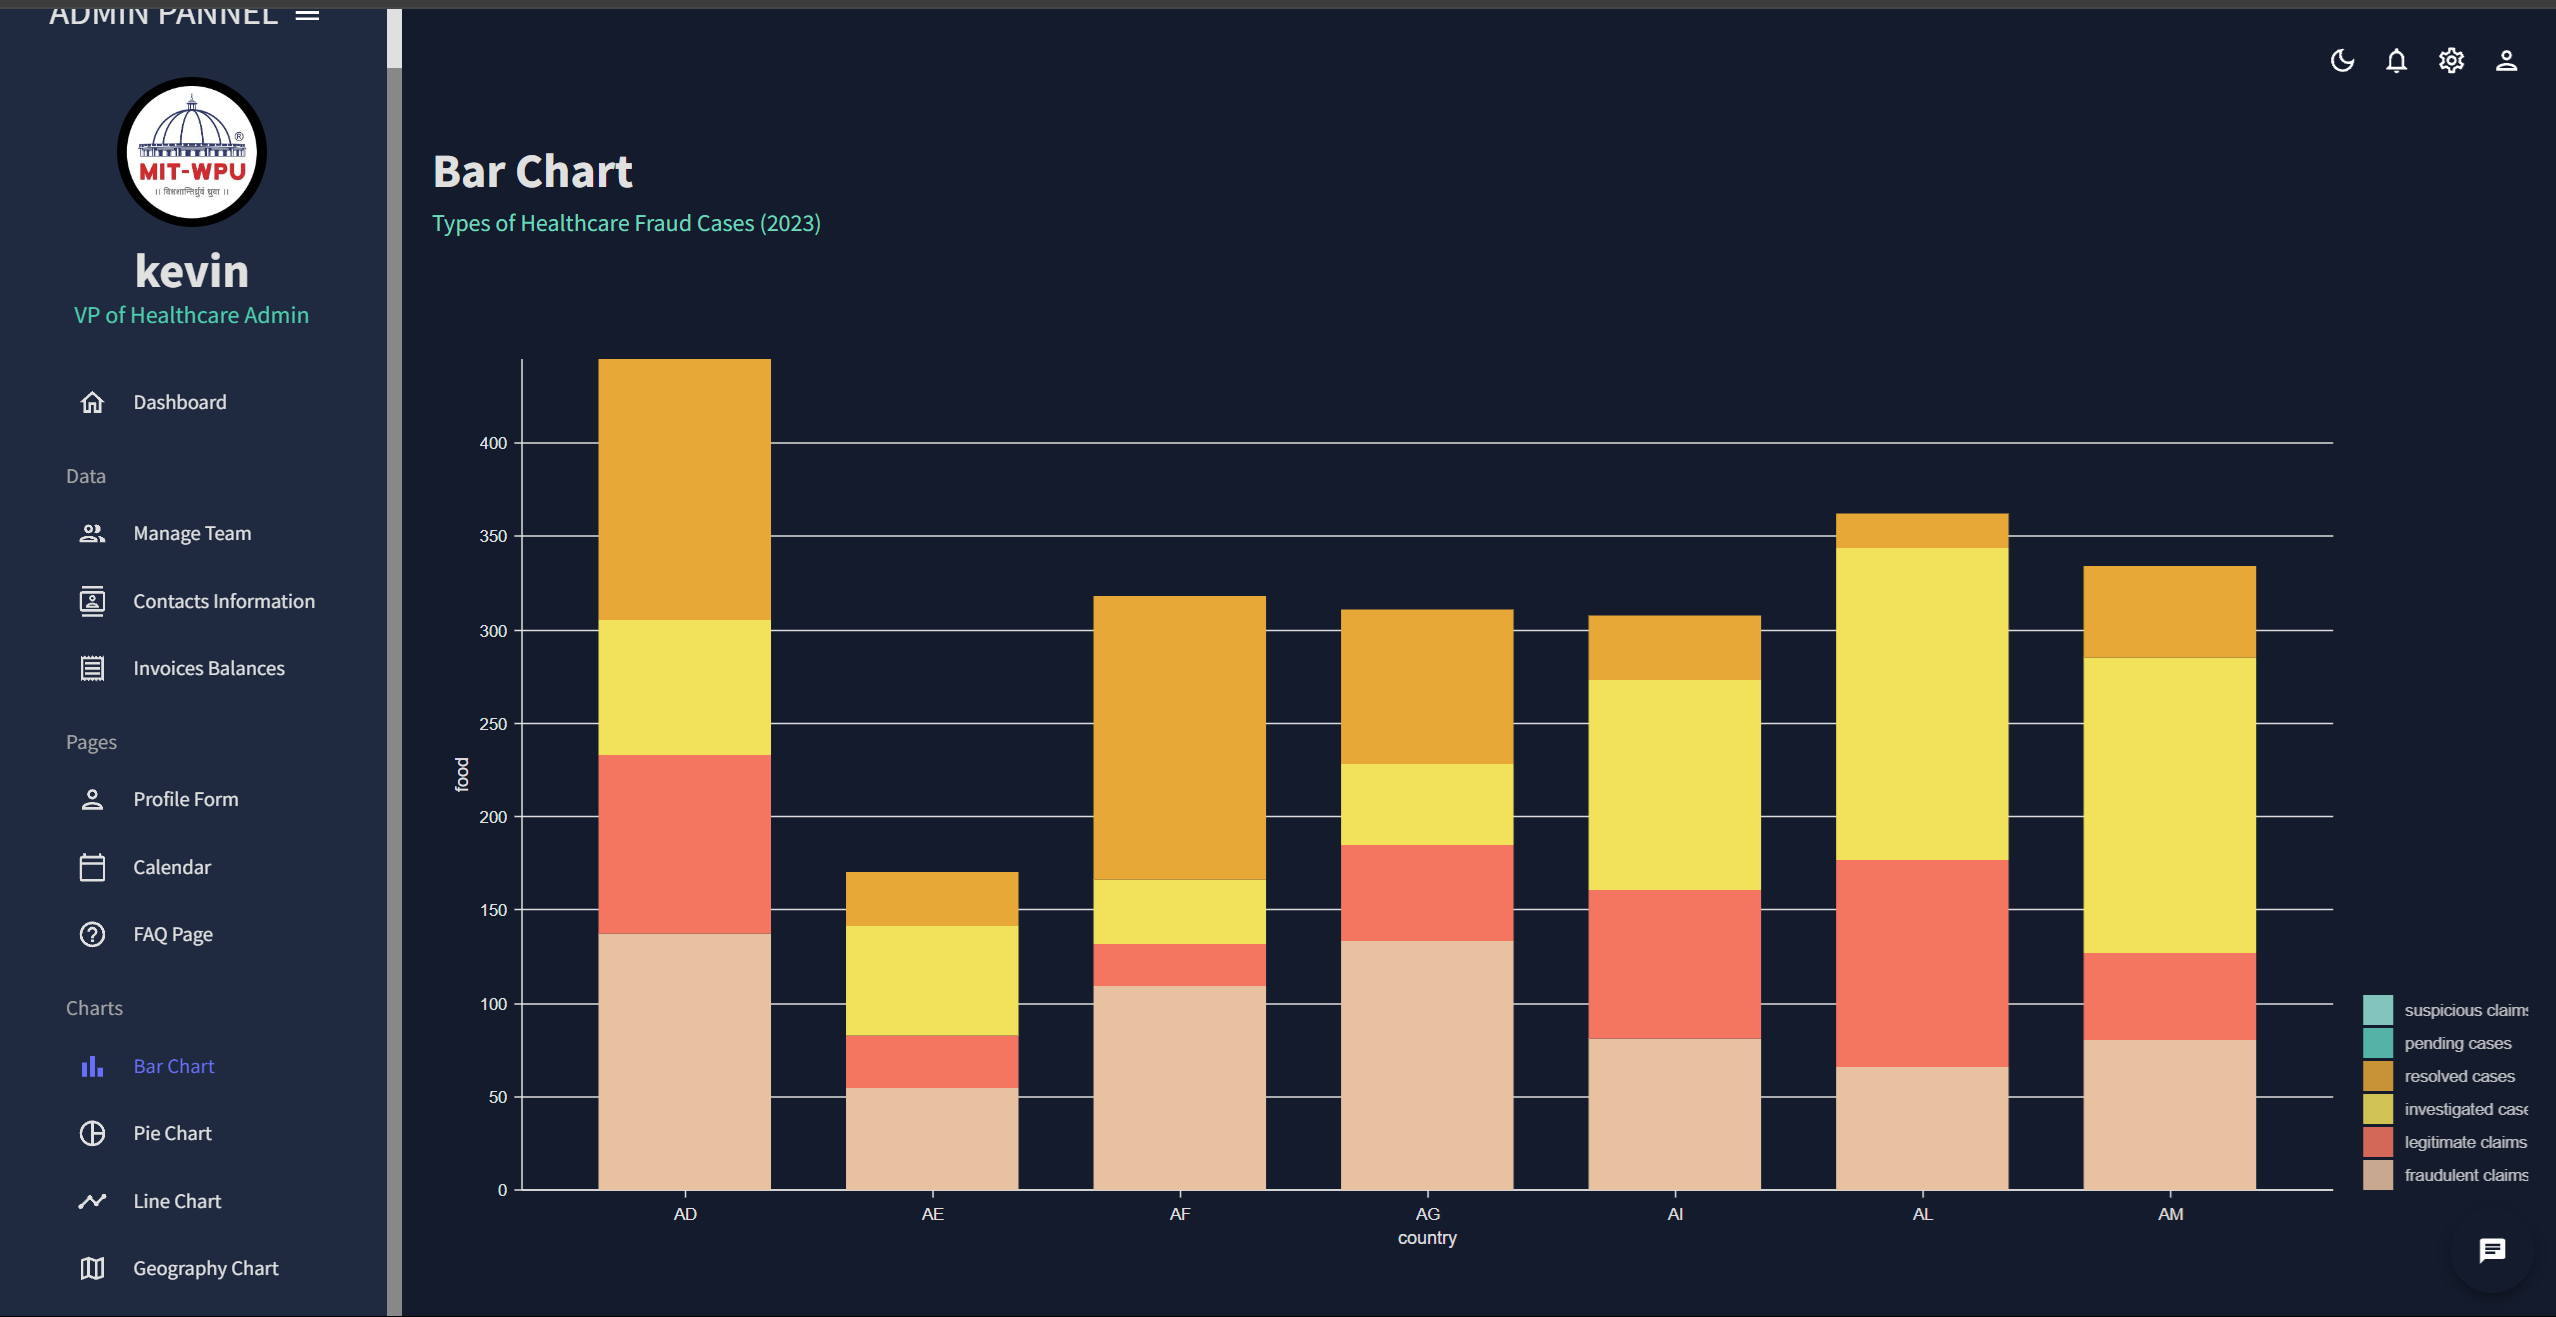 ADMIN PANNEL
®
MIT-WPU
kevin
VP of Healthcare Admin
Dashboard
Data
Manage Team
Contacts Information
Invoices Balances
Pages
Profile Form
Calendar
FAQ Page
Charts
Bar Chart
Pie Chart
Line Chart
Geography Chart
Bar Chart
Types of Healthcare Fraud Cases (2023)
400
350
300
250
200
150
100
50
0
food
AD
AE
AF
AG
AI
AL
AM
country
suspicious claims
pending cases
resolved cases
investigated case
legitimate claims
fraudulent claims